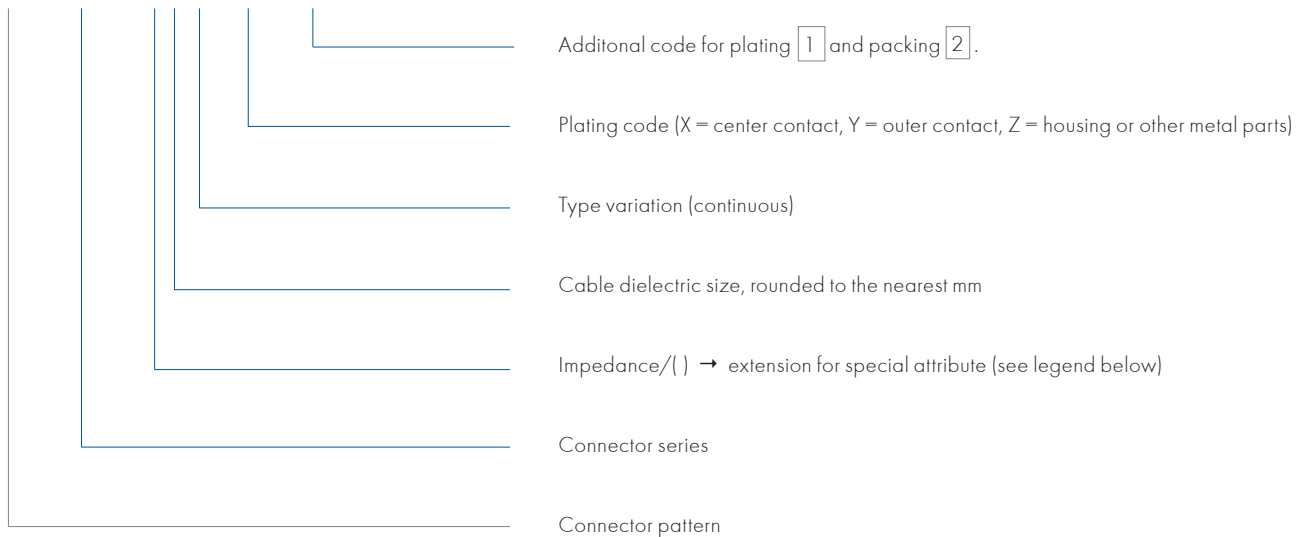 Additonal code for plating 1 and packing 2 .
Plating code (X = center contact, Y = outer contact, Z = housing or other metal parts)
Type variation (continuous)
Cable dielectric size, rounded to the nearest mm
Impedance/( ) → extension for special attribute (see legend below)
Connector series
Connector pattern